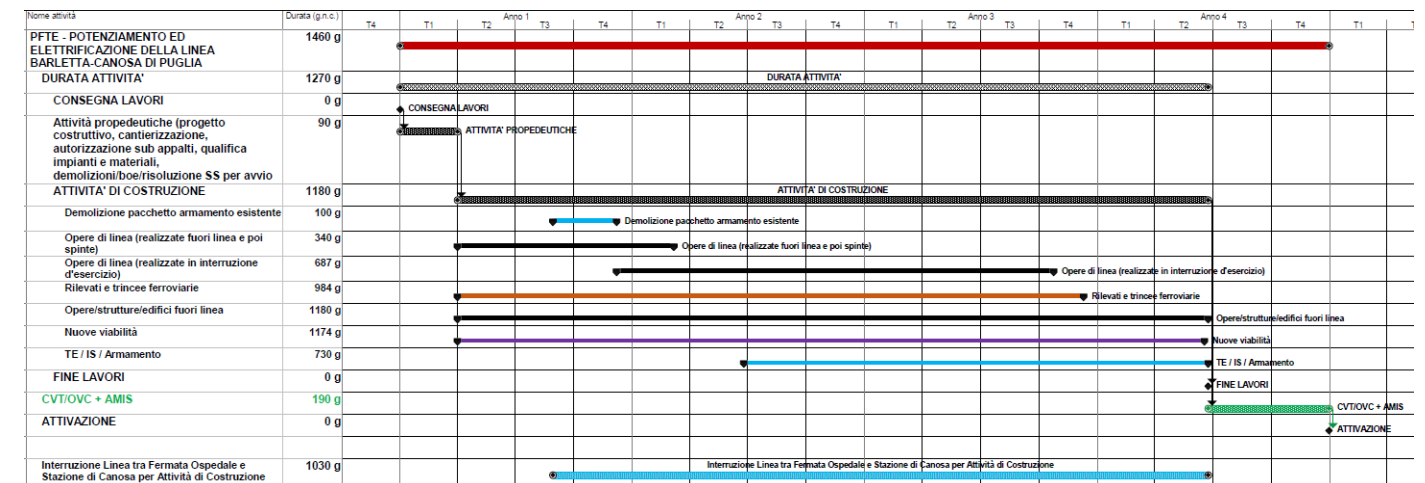 Nome attività Durata (g.n.c.) Anno 1 Anno 2 Anno 3 Anno 4
T4 T1 T2 T3 T4 T1 T2 T3 T4 T1 T2 T3 T4 T1 T2 T3 T4 T1
PFTE - POTENZIAMENTO ED 1460 g
ELETTRIFICAZIONE DELLA LINEA
BARLETTA-CANOSA DI PUGLIA
DURATA ATTIVITA' 1270 g DURATA ATTIVITA'
CONSEGNA LAVORI 0 g CONSEGNA LAVORI
Attività propedeutiche (progetto 90 g ATTIVITA' PROPEDEUTICHE
costruttivo, cantierizzazione,
autorizzazione sub appalti, qualifica
impianti e materiali,
demolizioni/boe/risoluzione SS per avvio
ATTIVITA' DI COSTRUZIONE 1180 g ATTIVITA' DI COSTRUZIONE
Demolizione pacchetto armamento esistente 100 g Demolizione pacchetto armamento esistente
Opere di linea (realizzate fuori linea e poi 340 g Opere di linea (realizzate fuori linea e poi spinte)
spinte)
Opere di linea (realizzate in interruzione 687 g Opere di linea (realizzate in interruzione d'esercizio)
d'esercizio)
Rilevati e trincee ferroviarie 984 g Rilevati e trincee ferroviarie
Opere/strutture/edifici fuori linea 1180 g Opere/strutture/edifici fuori linea
Nuove viabilità 1174 g Nuove viabilità
TE / IS / Armamento 730 g TE / IS / Armamento
FINE LAVORI 0 g FINE LAVORI
CVT/OVC + AMIS 190 g CVT/OVC + AMIS
ATTIVAZIONE 0 g ATTIVAZIONE
Interruzione Linea tra Fermata Ospedale e 1030 g Interruzione Linea tra Fermata Ospedale e Stazione di Canosa per Attività di Costruzione
Stazione di Canosa per Attività di Costruzione